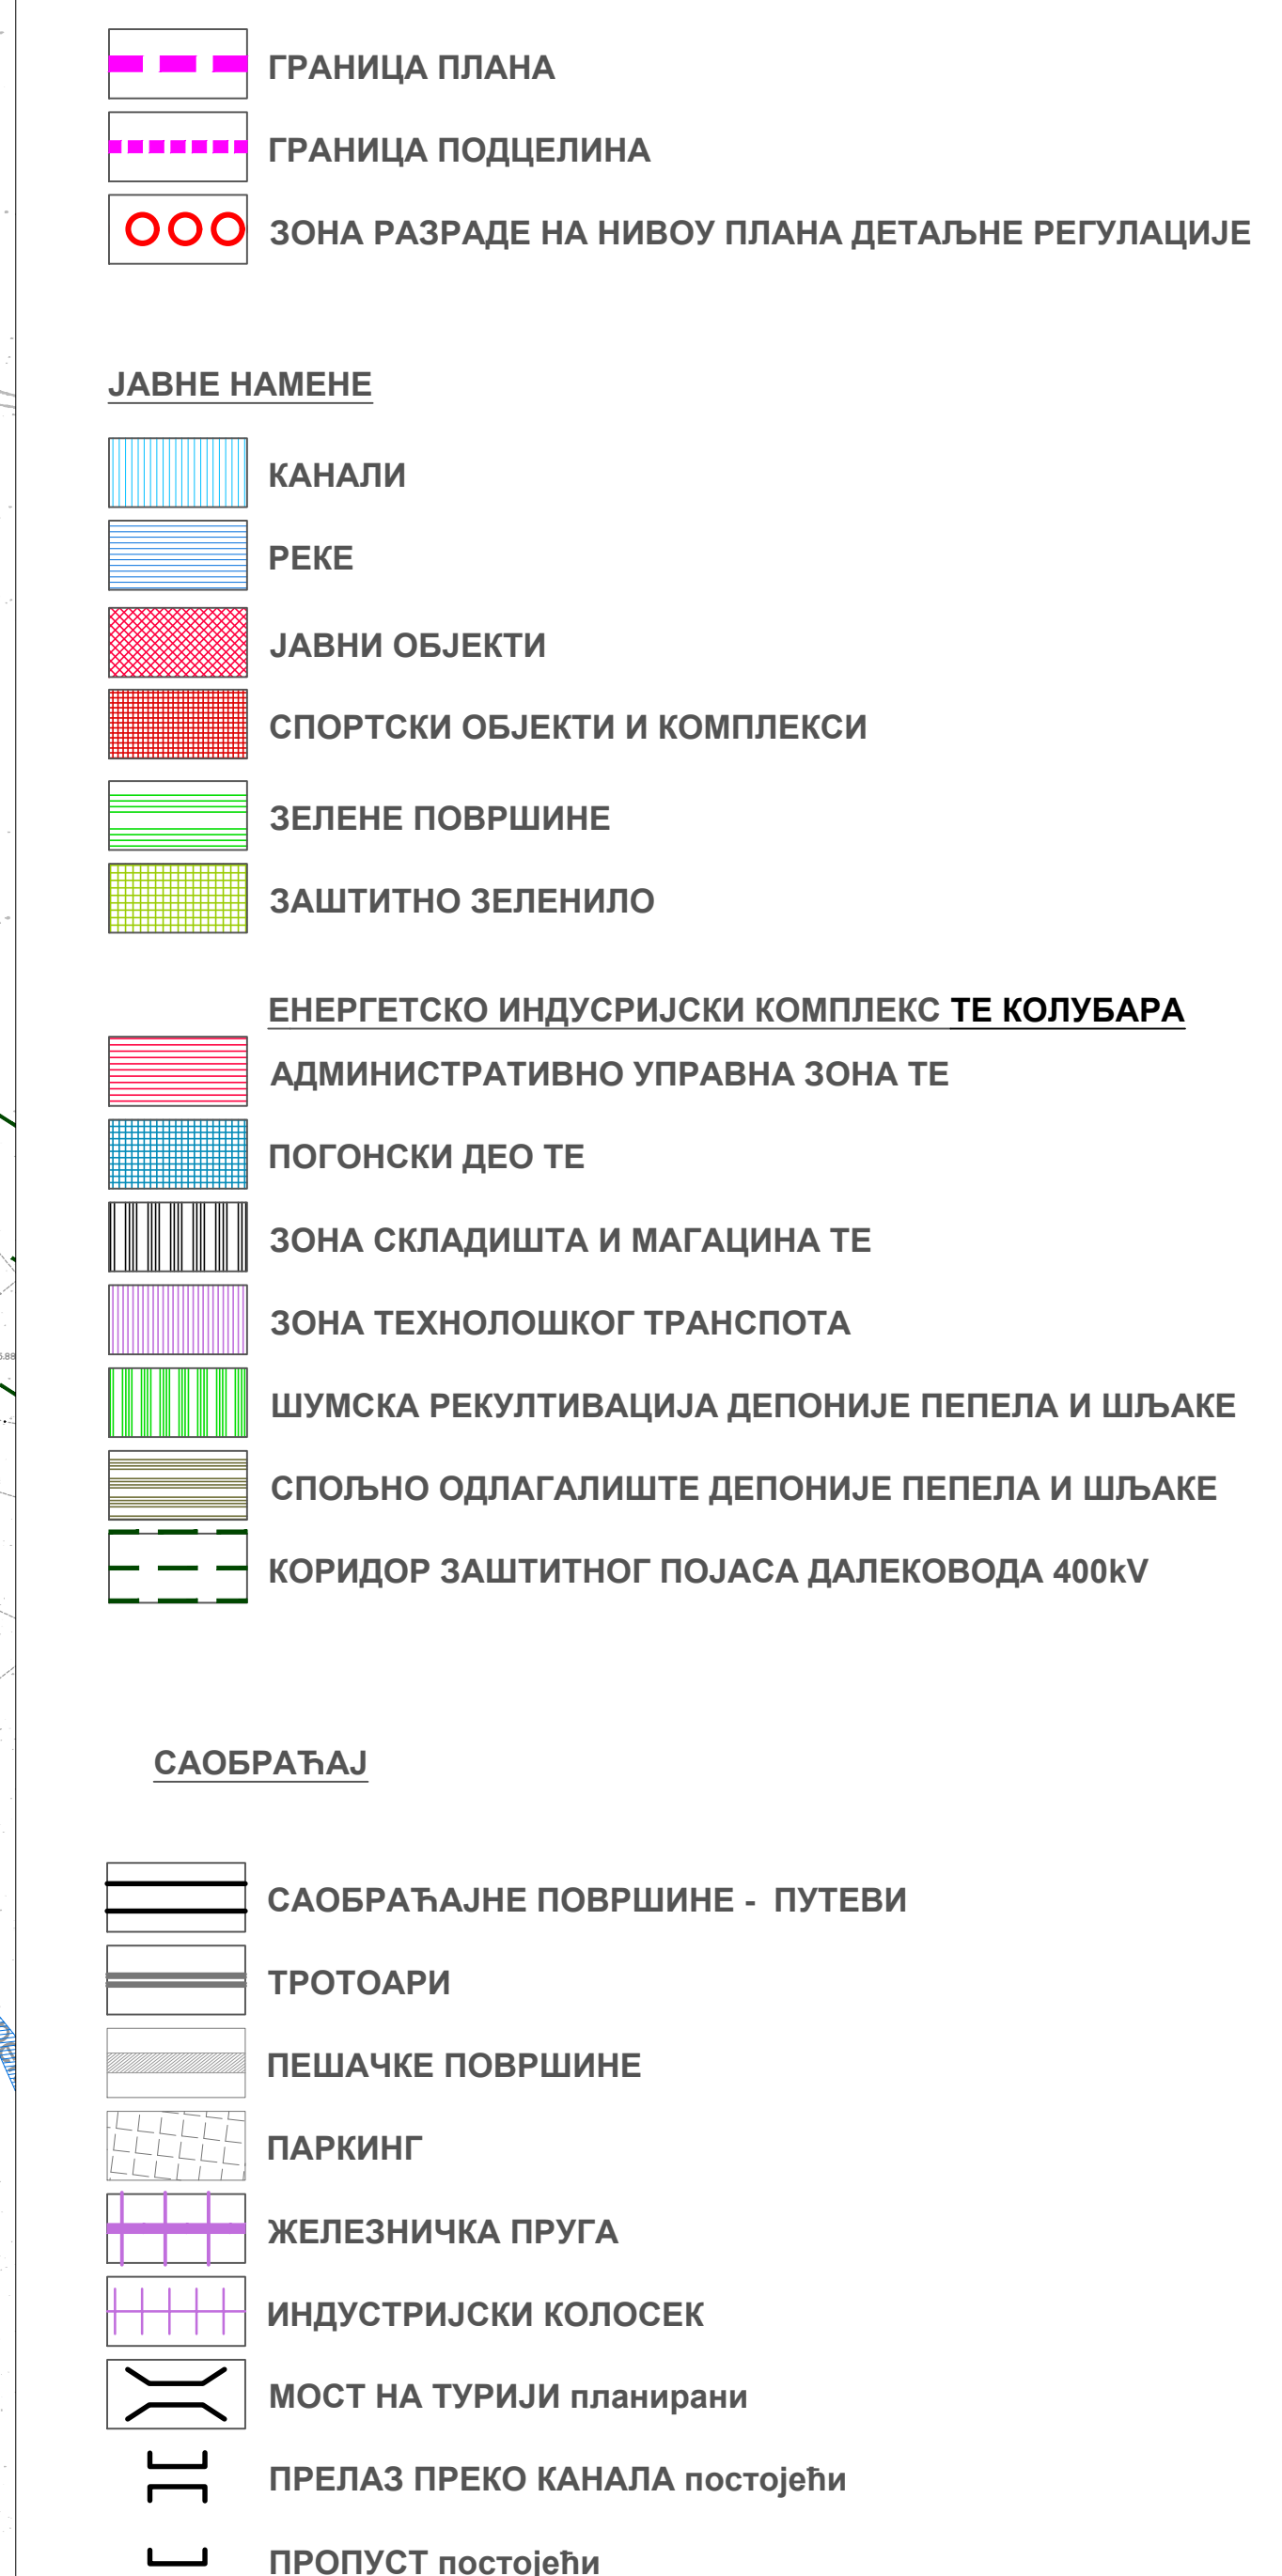 ГРАНИЦА ПЛАНА
ГРАНИЦА ПОДЦЕЛИНА
ЗОНА РАЗРАДЕ НА НИВОУ ПЛАНА ДЕТАЉНЕ РЕГУЛАЦИЈЕ
ЈАВНЕ НАМЕНЕ
КАНАЛИ
РЕКЕ
ЈАВНИ ОБЈЕКТИ
СПОРТСКИ ОБЈЕКТИ И КОМПЛЕКСИ
ЗЕЛЕНЕ ПОВРШИНЕ
ЗАШТИТНО ЗЕЛЕНИЛО
ЕНЕРГЕТСКО ИНДУСРИЈСКИ КОМПЛЕКС ТЕ КОЛУБАРА
АДМИНИСТРАТИВНО УПРАВНА ЗОНА ТЕ
ПОГОНСКИ ДЕО ТЕ
ЗОНА СКЛАДИШТА И МАГАЦИНА ТЕ
ЗОНА ТЕХНОЛОШКОГ ТРАНСПОТА
ШУМСКА РЕКУЛТИВАЦИЈА ДЕПОНИЈЕ ПЕПЕЛА И ШЉАКЕ
СПОЉНО ОДЛАГАЛИШТЕ ДЕПОНИЈЕ ПЕПЕЛА И ШЉАКЕ
КОРИДОР ЗАШТИТНОГ ПОЈАСА ДАЛЕКОВОДА 400kV
САОБРАЋАЈ
САОБРАЋАЈНЕ ПОВРШИНЕ - ПУТЕВИ
ТРОТОАРИ
ПЕШАЧКЕ ПОВРШИНЕ
ПАРКИНГ
ЖЕЛЕЗНИЧКА ПРУГА
ИНДУСТРИЈСКИ КОЛОСЕК
МОСТ НА ТУРИЈИ планирани
ПРЕЛАЗ ПРЕКО КАНАЛА постојећи
ПРОПУСТ постојећи